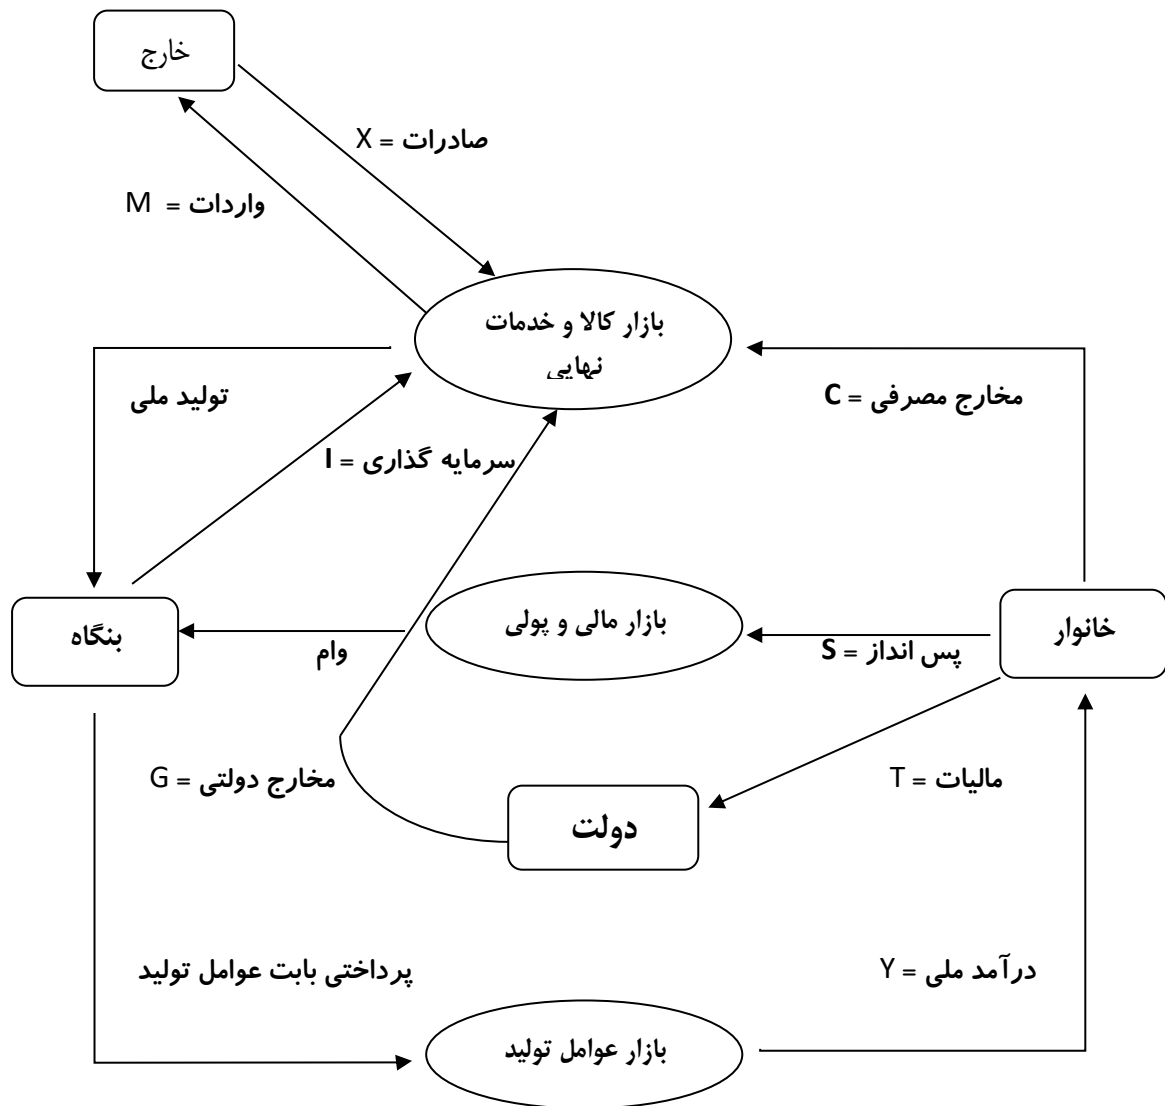 خارج
صادرات = X
واردات = M
بازار کالا و خدمات
نهایی
تولید ملی
مخارج مصرفی = C
سرمایه گذاری = I
بازار مالی و پولی
خانوار
بنگاه
وام
پس انداز = S
مخارج دولتی = G
مالیات = T
دولت
پرداختی بابت عوامل تولید
درآمد ملی = Y
بازار عوامل تولید